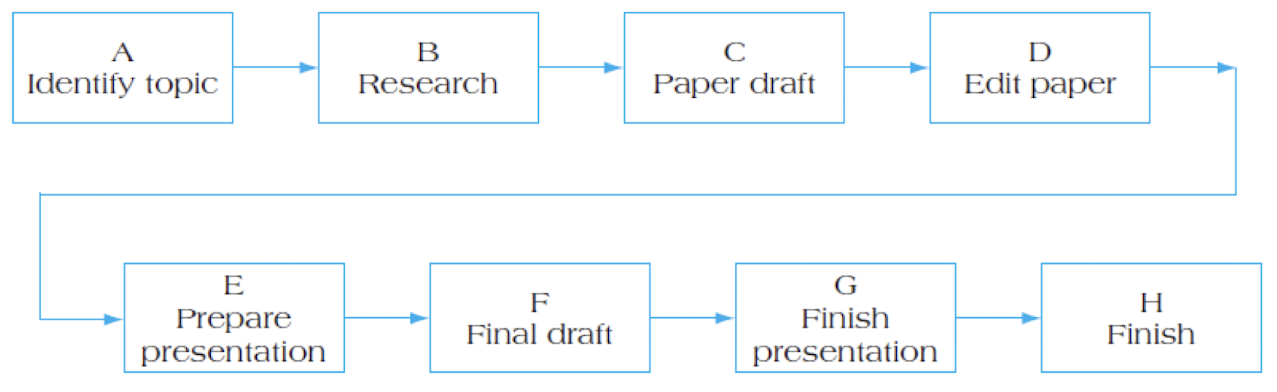 A
Identify topic
B
Research
C
Paper draft
D
Edit paper
E
Prepare
presentation
F
Final draft
G
Finish
presentation
H
Finish